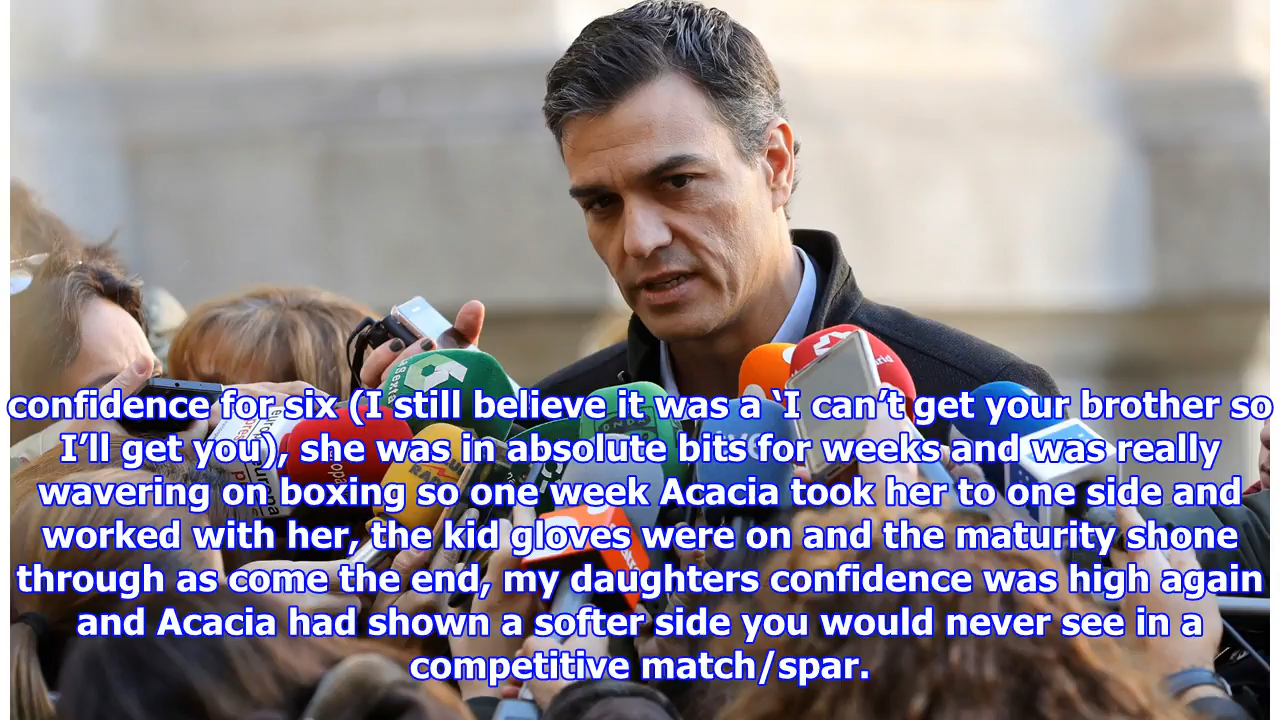 confidence for six (I still believe it was a ‘I can’t get your brother so
I’ll get you), she was in absolute bits for weeks and was really
wavering on boxing so one week Acacia took her to one side and
worked with her, the kid gloves were on and the maturity shone
through as come the end, my daughters confidence was high again
and Acacia had shown a softer side you would never see in a
competitive match/spar.